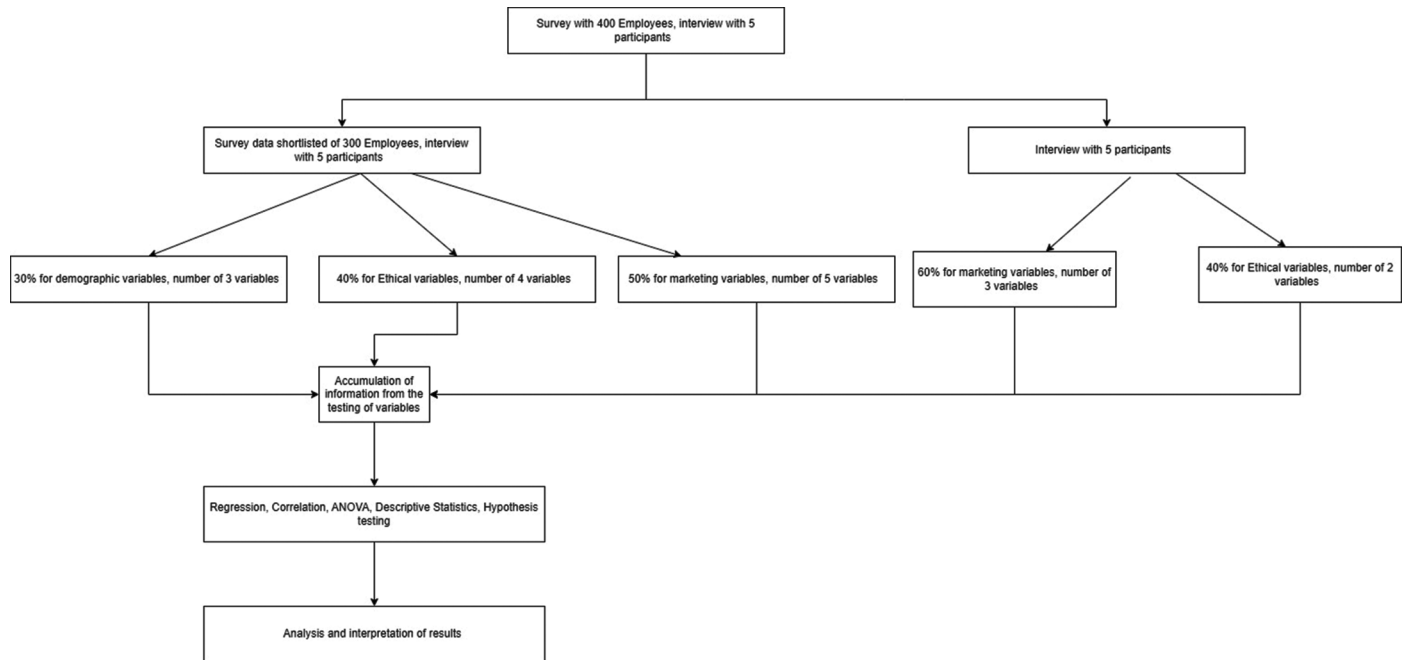 Survey with 400 Employees, interview with 5
participants
Survey data shortlisted of 300 Employees, interview
with 5 participants
Interview with 5 participants
30% for demographic variables, number of 3 variables
40% for Ethical variables, number of 4 variables
50% for marketing variables, number of 5 variables
60% for marketing variables, number of
3 variables
40% for Ethical variables, number of 2
variables
Accumulation of
information from the
testing of variables
Regression, Correlation, ANOVA, Descriptive Statistics, Hypothesis
testing
Analysis and interpretation of results